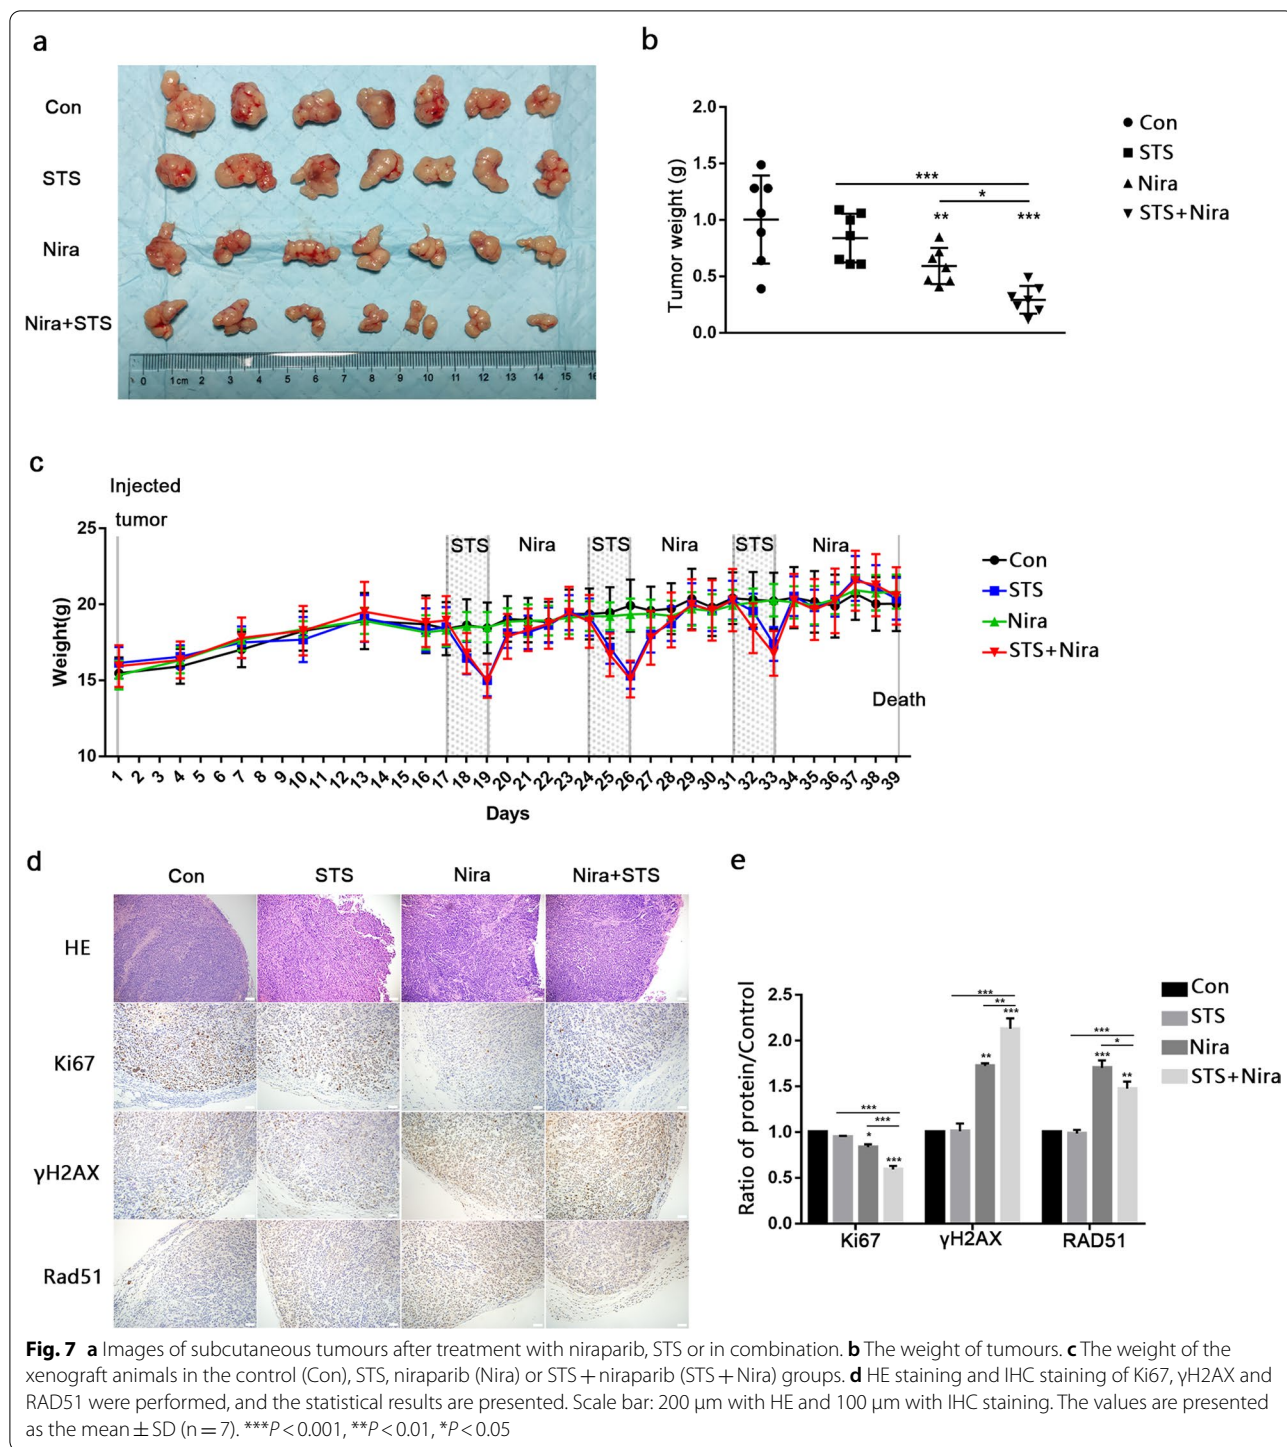 a
Con
STS
Nira
Nira+STS
0 1cm 2 3 4 5 6 7 8 9 10 11 12 13 14 15 16
b
2.0
1.5
1.0
0.5
0.0
Tumor weight (g)
***
*
** ***
Con
STS
Nira
STS+Nira
c
Injected
tumor
STS Nira STS Nira STS Nira
25
20
15
10
Weight(g)
Death
1 2 3 4 5 6 7 8 9 10 11 12 13 14 15 16 17 18 19 20 21 22 23 24 25 26 27 28 29 30 31 32 33 34 35 36 37 38 39
Days
Con
STS
Nira
STS+Nira
d
Con STS Nira Nira+STS
HE
Ki67
γH2AX
Rad51
e
2.5
2.0
1.5
1.0
0.5
0.0
Ratio of protein/Control
***
***
*
***
***
**
***
**
***
*
***
**
Ki67 γH2AX RAD51
Con
STS
Nira
STS+Nira
Fig. 7 a Images of subcutaneous tumours after treatment with niraparib, STS or in combination. b The weight of tumours. c The weight of the
xenograft animals in the control (Con), STS, niraparib (Nira) or STS + niraparib (STS + Nira) groups. d HE staining and IHC staining of Ki67, γH2AX and
RAD51 were performed, and the statistical results are presented. Scale bar: 200 μm with HE and 100 μm with IHC staining. The values are presented
as the mean ± SD (n = 7). ***P < 0.001, **P < 0.01, *P < 0.05